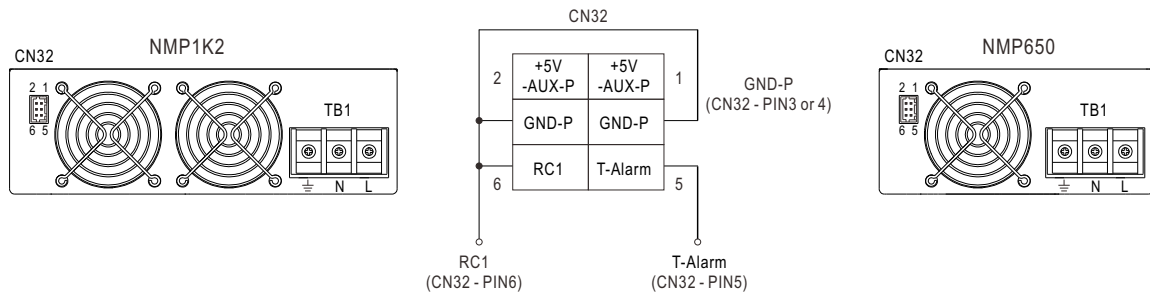 NMP1K2
CN32
2 1
6 5
TB1
N L
CN32
2
+5V
-AUX-P
+5V
-AUX-P
1
GND-P
GND-P
6
RC1
T-Alarm
5
GND-P
(CN32 - PIN3 or 4)
RC1
(CN32 - PIN6)
T-Alarm
(CN32 - PIN5)
NMP650
CN32
2 1
6 5
TB1
N L